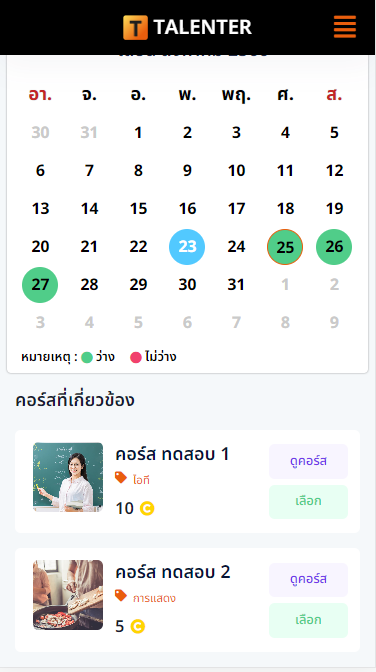 TALENTER
อา. จ. อ. พ. พฤ. ศ. ส.
30 31 1 2 3 4 5
6 7 8 9 10 11 12
13 14 15 16 17 18 19
20 21 22 23 24 25 26
27 28 29 30 31 1 2
3 4 5 6 7 8 9
หมายเหตุ : ว่าง ไม่ว่าง
คอร์สที่เกี่ยวข้อง
คอร์ส ทดสอบ 1
ดูคอร์ส
ไอที
10 C
เลือก
คอร์ส ทดสอบ 2
ดูคอร์ส
การแสดง
5 C
เลือก